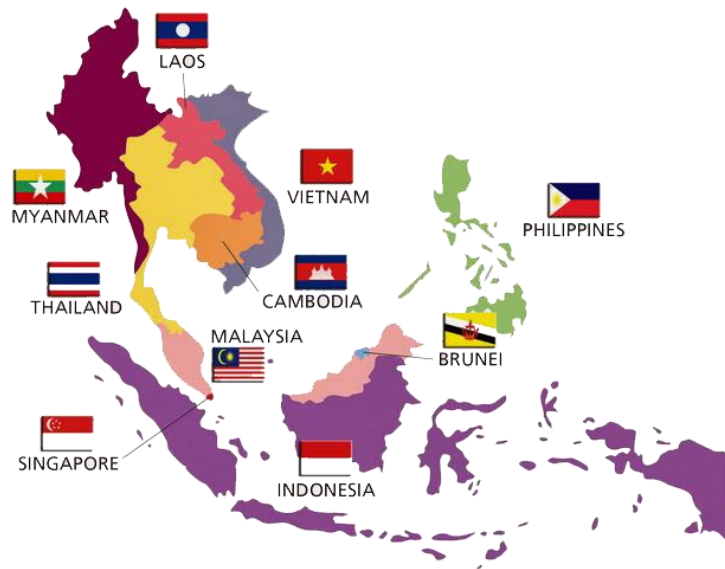 LAOS
MYANMAR
VIETNAM
PHILIPPINES
THAILAND
CAMBODIA
MALAYSIA
BRUNEI
SINGAPORE
INDONESIA